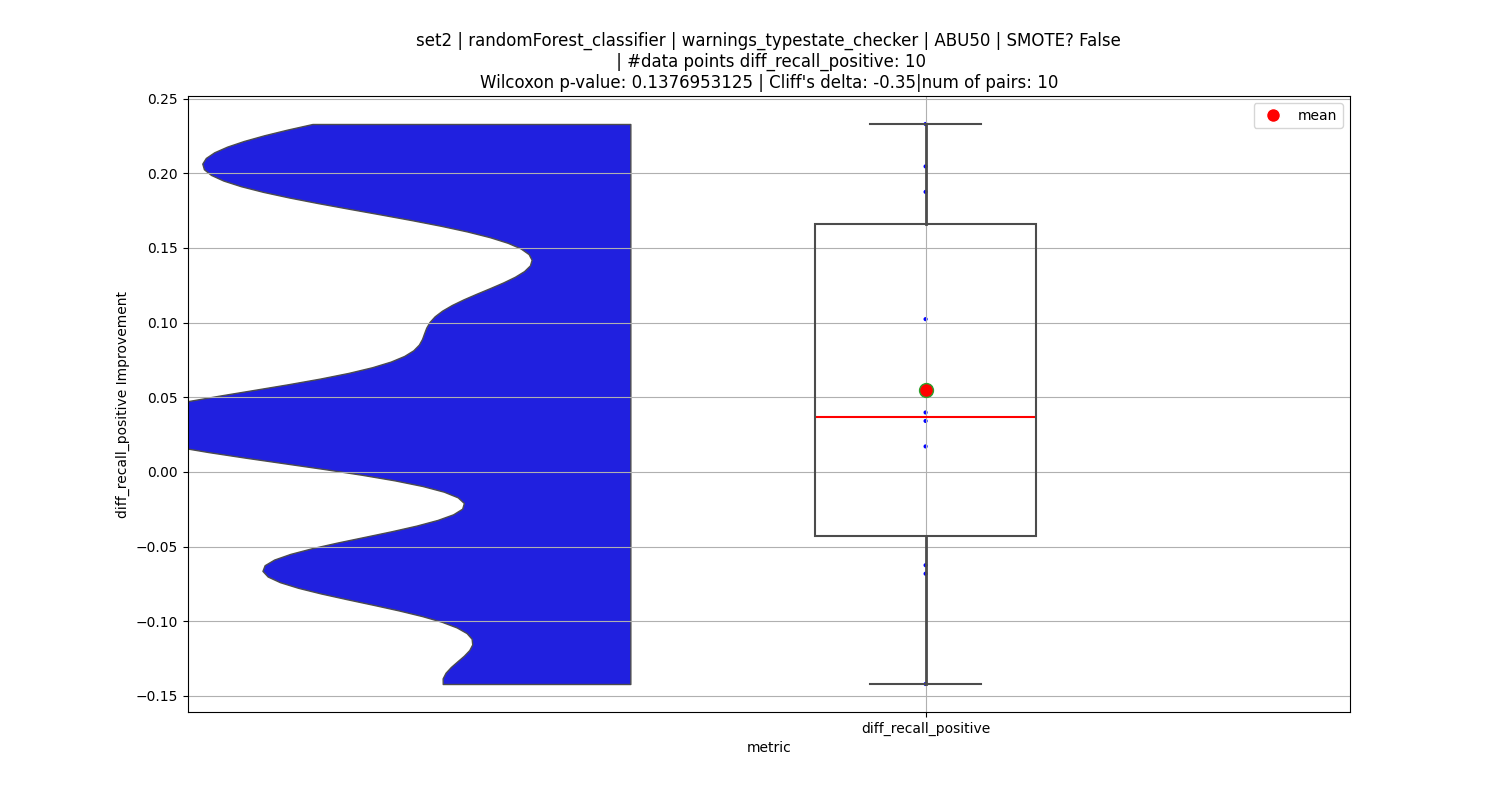 set2 | randomForest_classifier | warnings_typestate_checker | ABU50 | SMOTE? False
| #data points diff_recall_positive: 10
Wilcoxon p-value: 0.1376953125 | Cliff's delta: -0.35|num of pairs: 10
mean
0.25
0.20
0.15
0.10
0.05
0.00
−0.05
−0.10
−0.15
diff_recall_positive Improvement
diff_recall_positive
metric